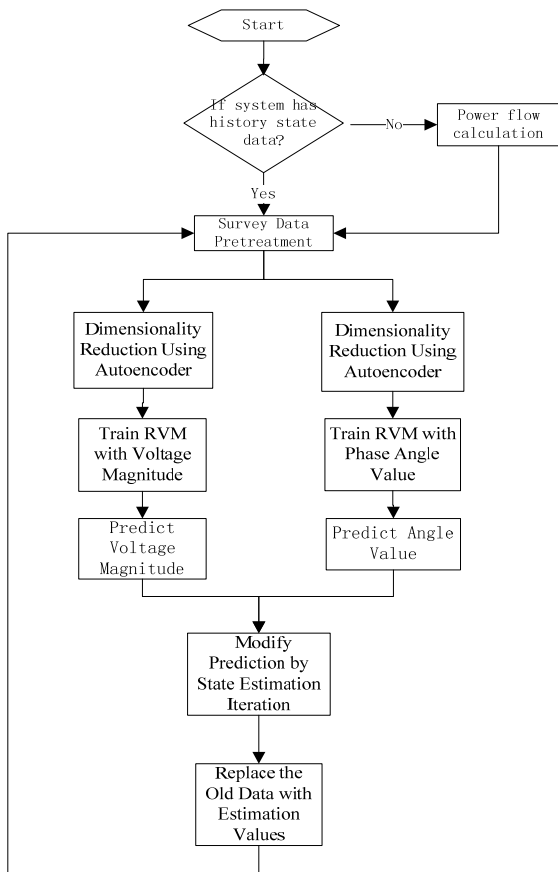 Start
If system has
history state
data?
No
Power flow
calculation
Yes
Survey Data
Pretreatment
Dimensionality
Reduction Using
Autoencoder
Dimensionality
Reduction Using
Autoencoder
Train RVM
with Voltage
Magnitude
Train RVM with
Phase Angle
Value
Predict
Voltage
Magnitude
Predict Angle
Value
Modify
Prediction by
State Estimation
Iteration
Replace the
Old Data with
Estimation
Values